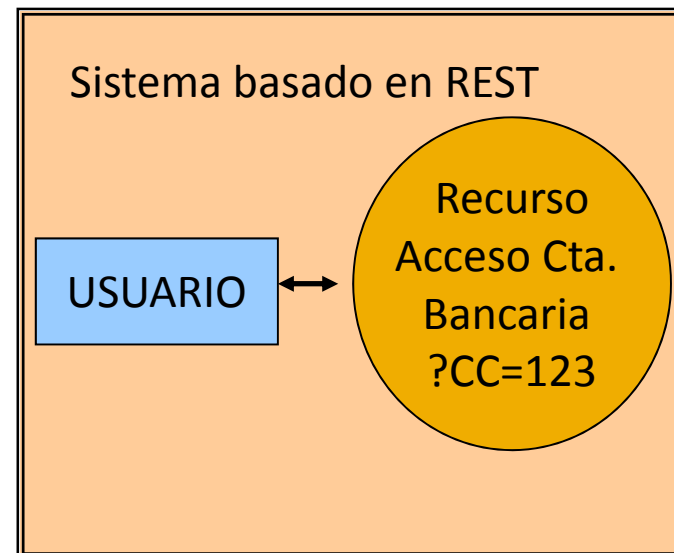 Sistema basado en REST
Recurso
Acceso Cta.
USUARIO
Bancaria
?CC=123